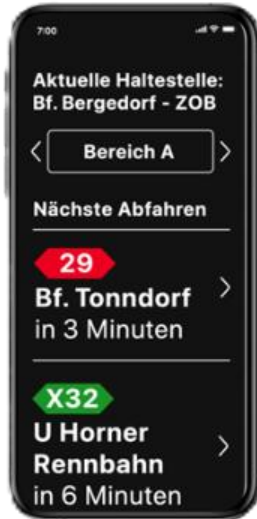 7:00
Aktuelle Haltestelle:
Bf. Bergedorf - ZOB
Bereich A
Nächste Abfahren
29
Bf. Tonndorf
in 3 Minuten
X32
U Horner
Rennbahn
in 6 Minuten